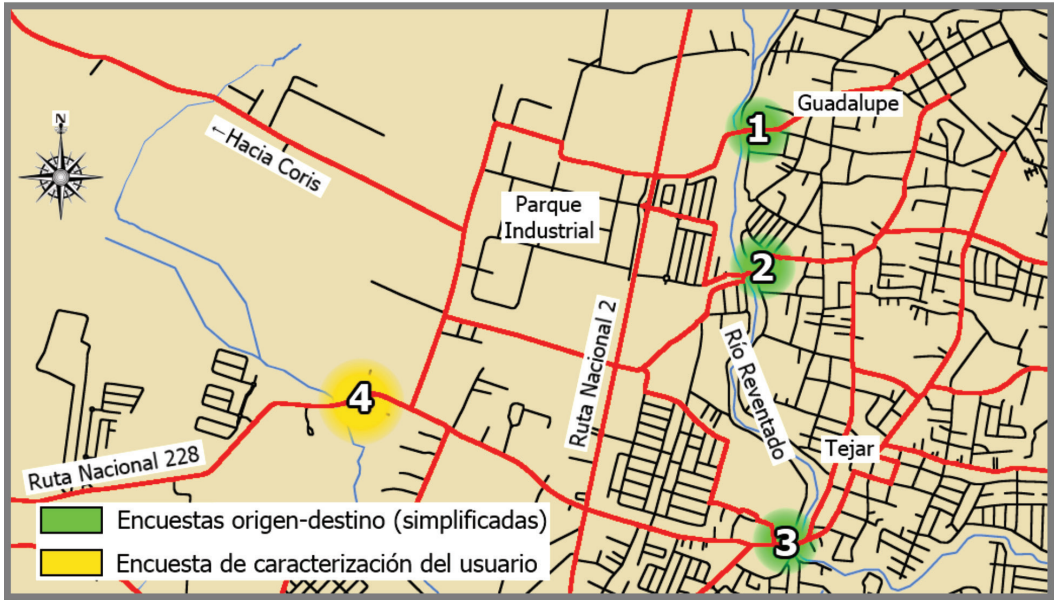 N
1
Guadalupe
←Hacia Coris
Parque
Industrial
2
Ruta Nacional 2
Río Reventado
4
Tejar
Ruta Nacional 228
3
Encuestas origen-destino (simplificadas)
Encuesta de caracterización del usuario